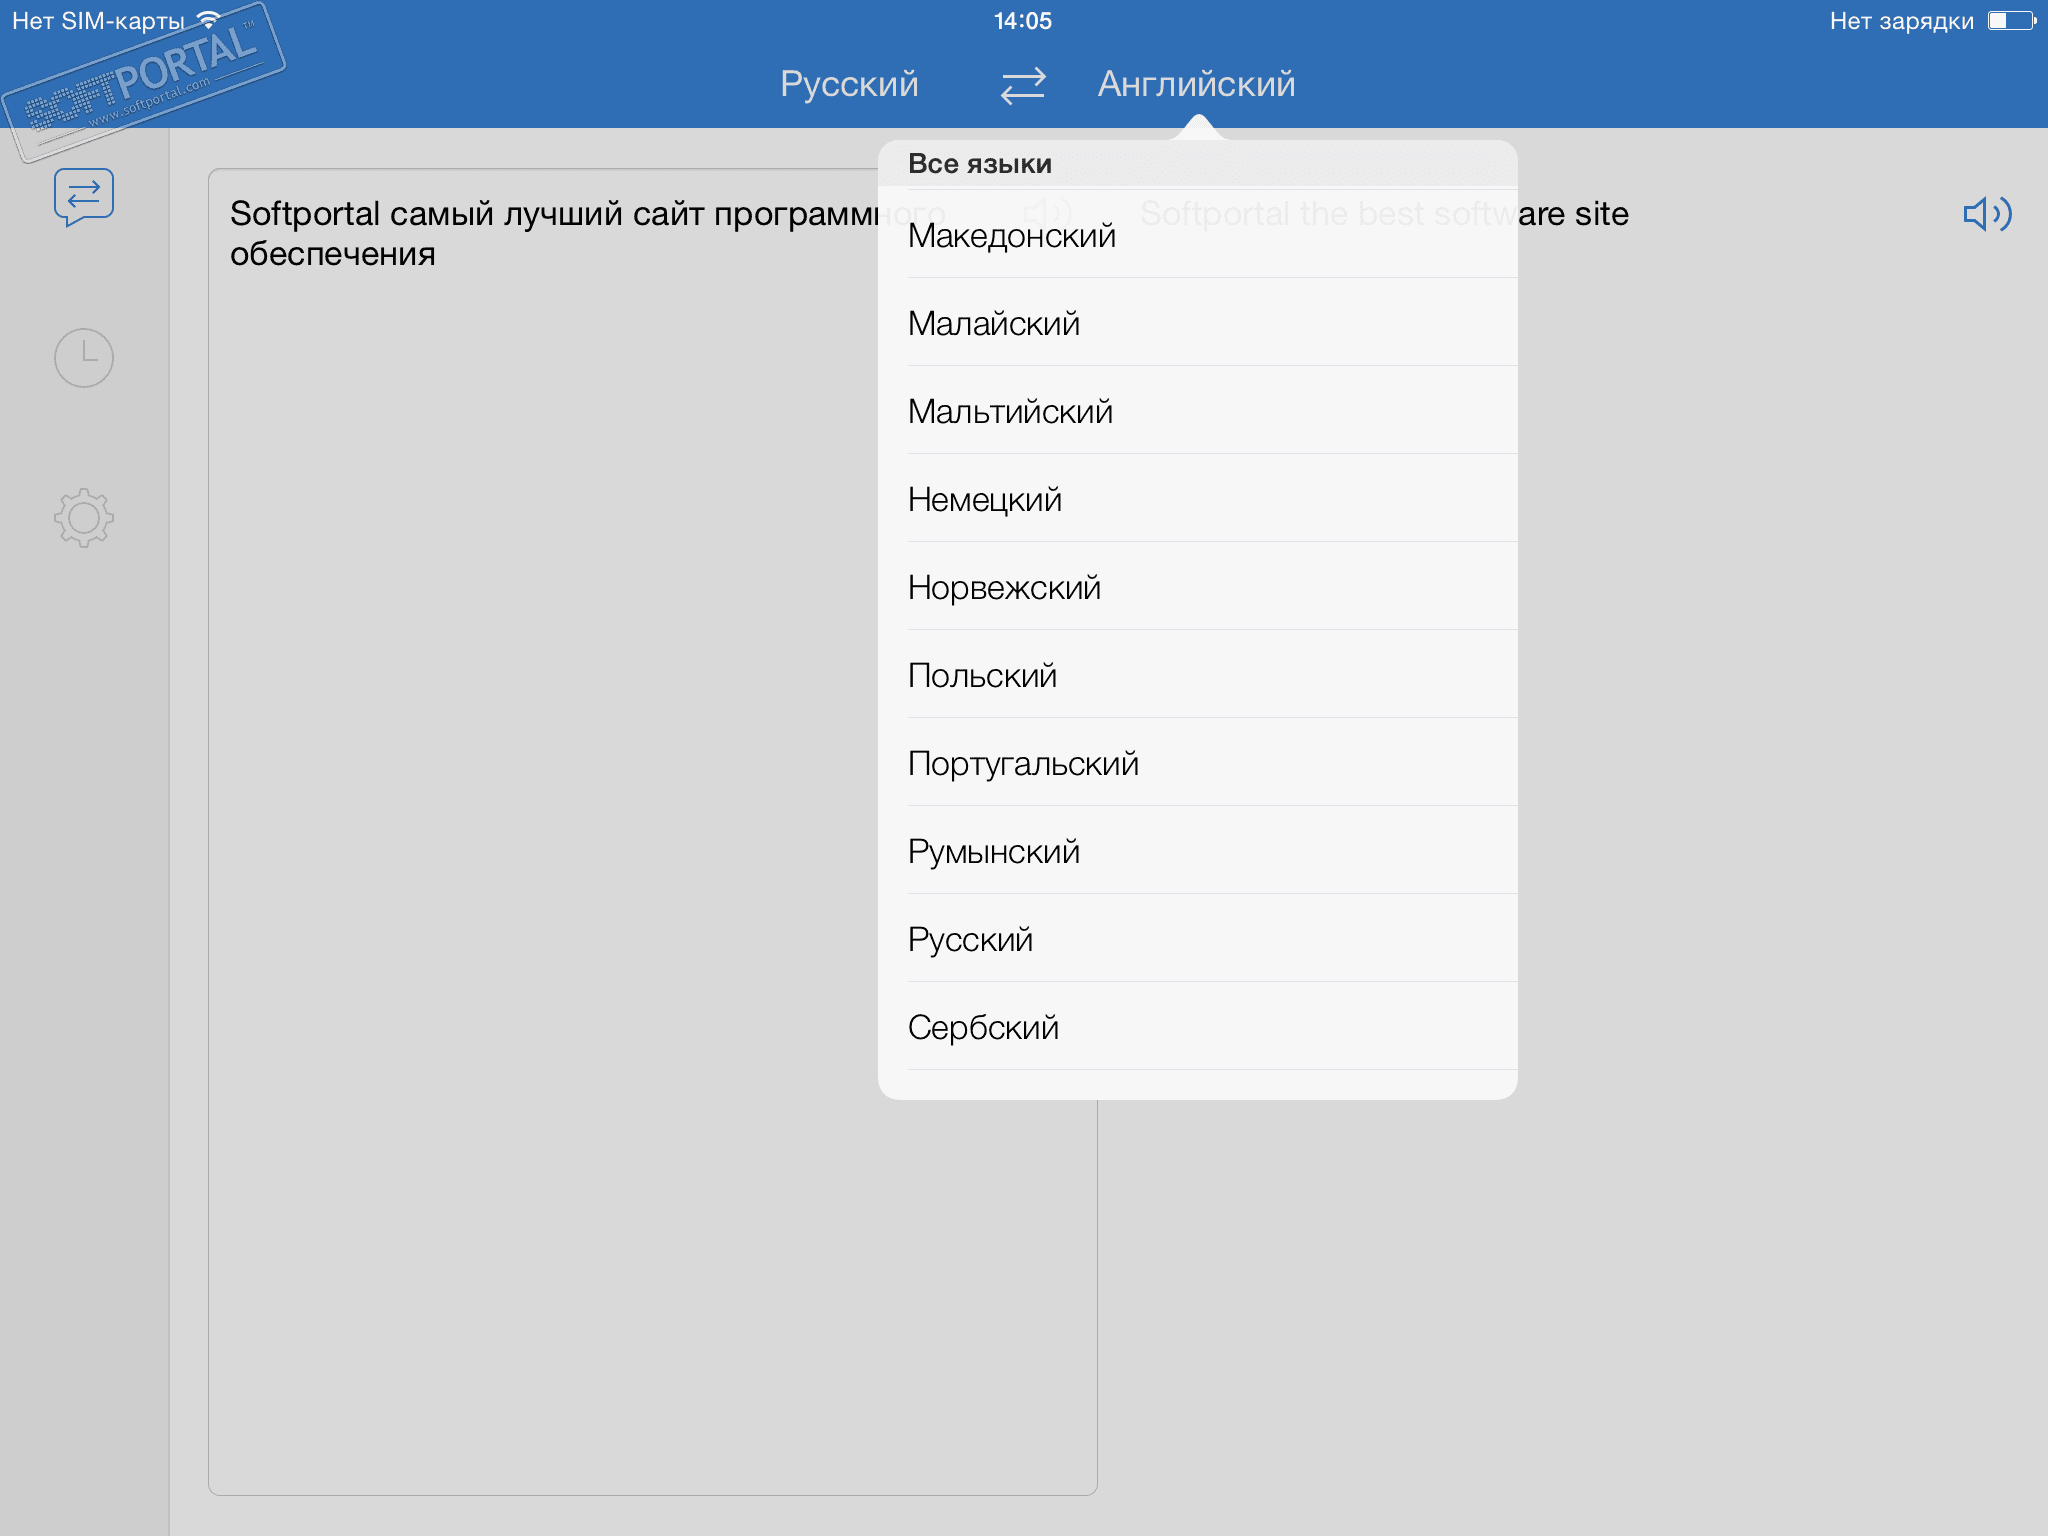 Нет SIM-карты
14:05
Нет зарядки
SOFTPORTAL™
www.softportal.com
Русский
Английский
Softportal самый лучший сайт программного
обеспечения
Softportal the best software site
Все языки
Македонский
Малайский
Мальтийский
Немецкий
Норвежский
Польский
Португальский
Румынский
Русский
Сербский